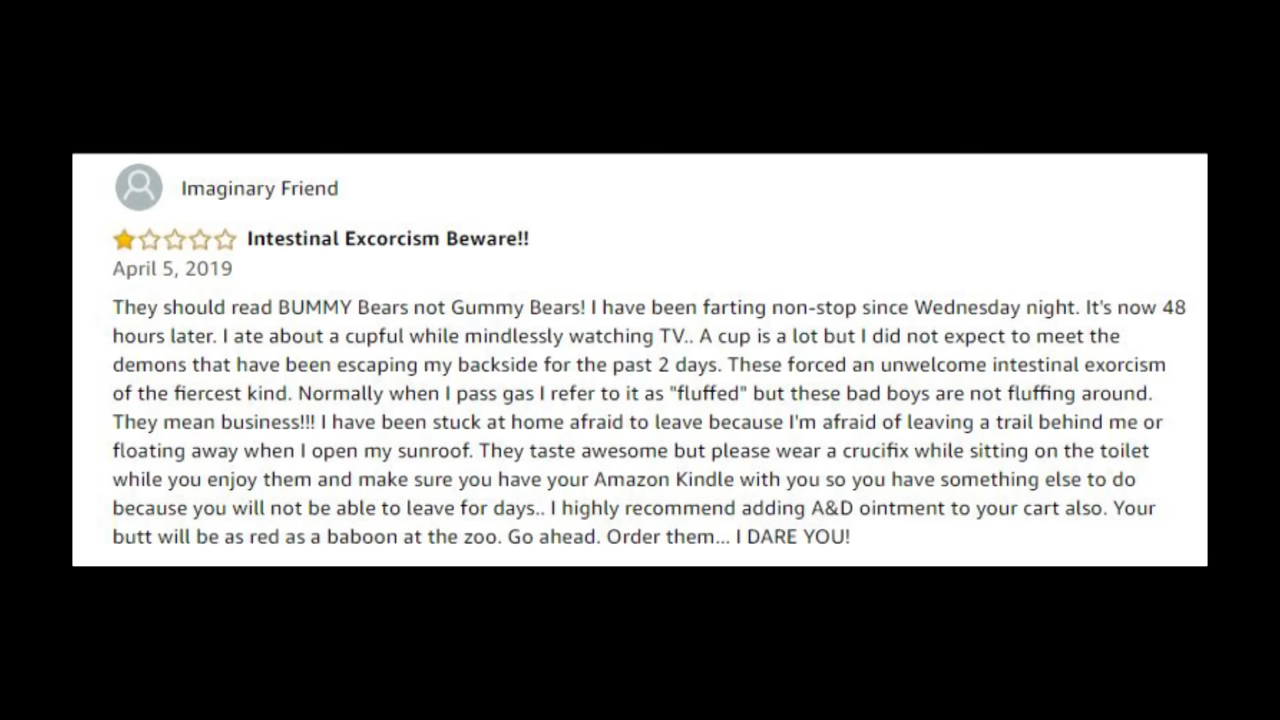 Imaginary Friend
Intestinal Excorcism Beware!!
April 5, 2019
They should read BUMMY Bears not Gummy Bears! I have been farting non-stop since Wednesday night. It's now 48
hours later. I ate about a cupful while mindlessly watching TV.. A cup is a lot but I did not expect to meet the
demons that have been escaping my backside for the past 2 days. These forced an unwelcome intestinal exorcism
of the fiercest kind. Normally when I pass gas I refer to it as "fluffed" but these bad boys are not fluffing around.
They mean business!!! I have been stuck at home afraid to leave because I'm afraid of leaving a trail behind me or
floating away when I open my sunroof. They taste awesome but please wear a crucifix while sitting on the toilet
while you enjoy them and make sure you have your Amazon Kindle with you so you have something else to do
because you will not be able to leave for days.. I highly recommend adding A&D ointment to your cart also. Your
butt will be as red as a baboon at the zoo. Go ahead. Order them... I DARE YOU!